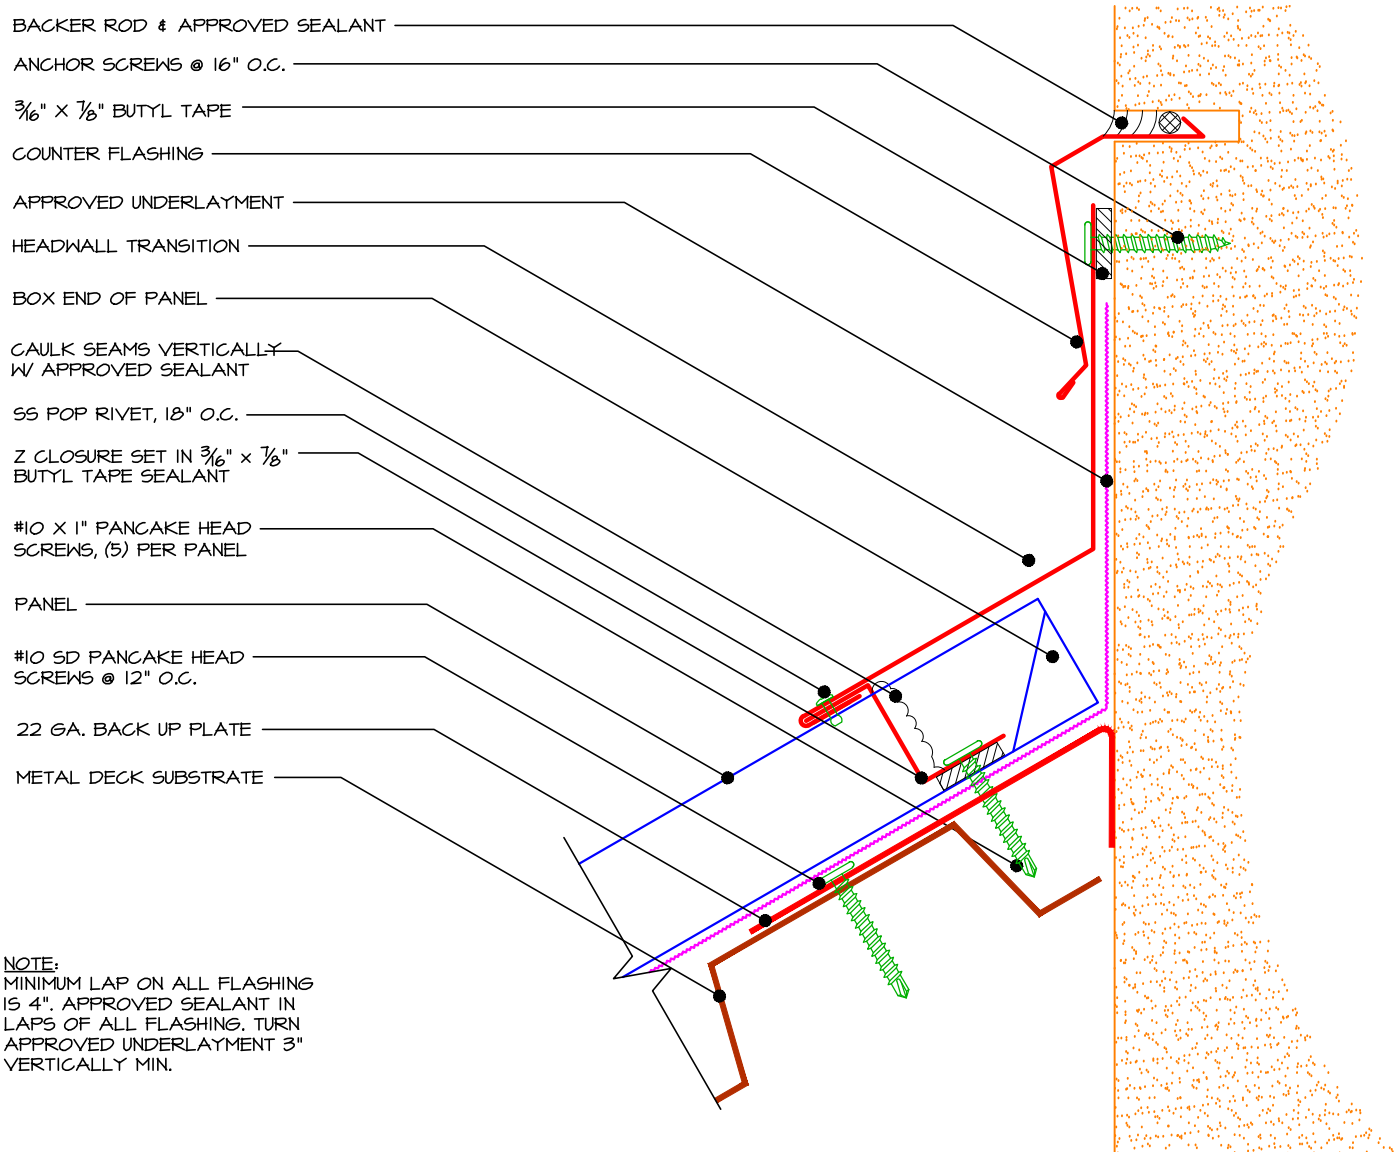 BACKER ROD & APPROVED SEALANT
ANCHOR SCREWS @ 16" O.C.
3/16" X 7/8" BUTYL TAPE
COUNTER FLASHING
APPROVED UNDERLAYMENT
HEADWALL TRANSITION
BOX END OF PANEL
CAULK SEAMS VERTICALLY
W/ APPROVED SEALANT
SS POP RIVET, 18" O.C.
Z CLOSURE SET IN 3/16" x 7/8"
BUTYL TAPE SEALANT
#10 X 1" PANCAKE HEAD
SCREWS, (5) PER PANEL
PANEL
#10 SD PANCAKE HEAD
SCREWS @ 12" O.C.
22 GA. BACK UP PLATE
METAL DECK SUBSTRATE
NOTE:
MINIMUM LAP ON ALL FLASHING
IS 4". APPROVED SEALANT IN
LAPS OF ALL FLASHING. TURN
APPROVED UNDERLAYMENT 3"
VERTICALLY MIN.